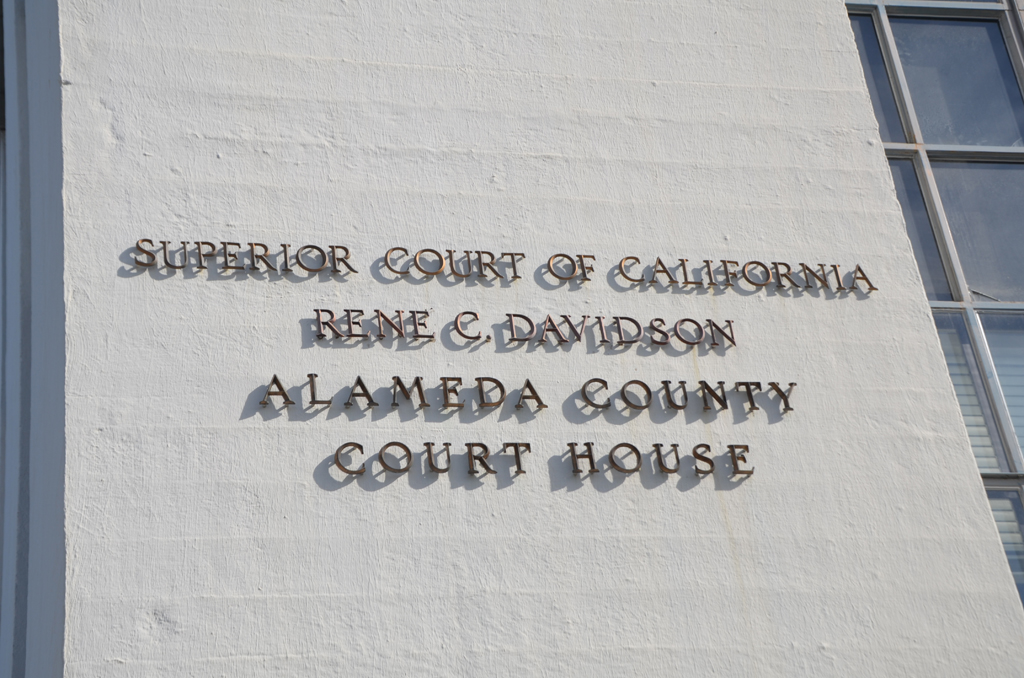 SUPERIOR COURT OF CALIFORNIA
RENE C. DAVIDSON
ALAMEDA COUNTY
COURT HOUSE